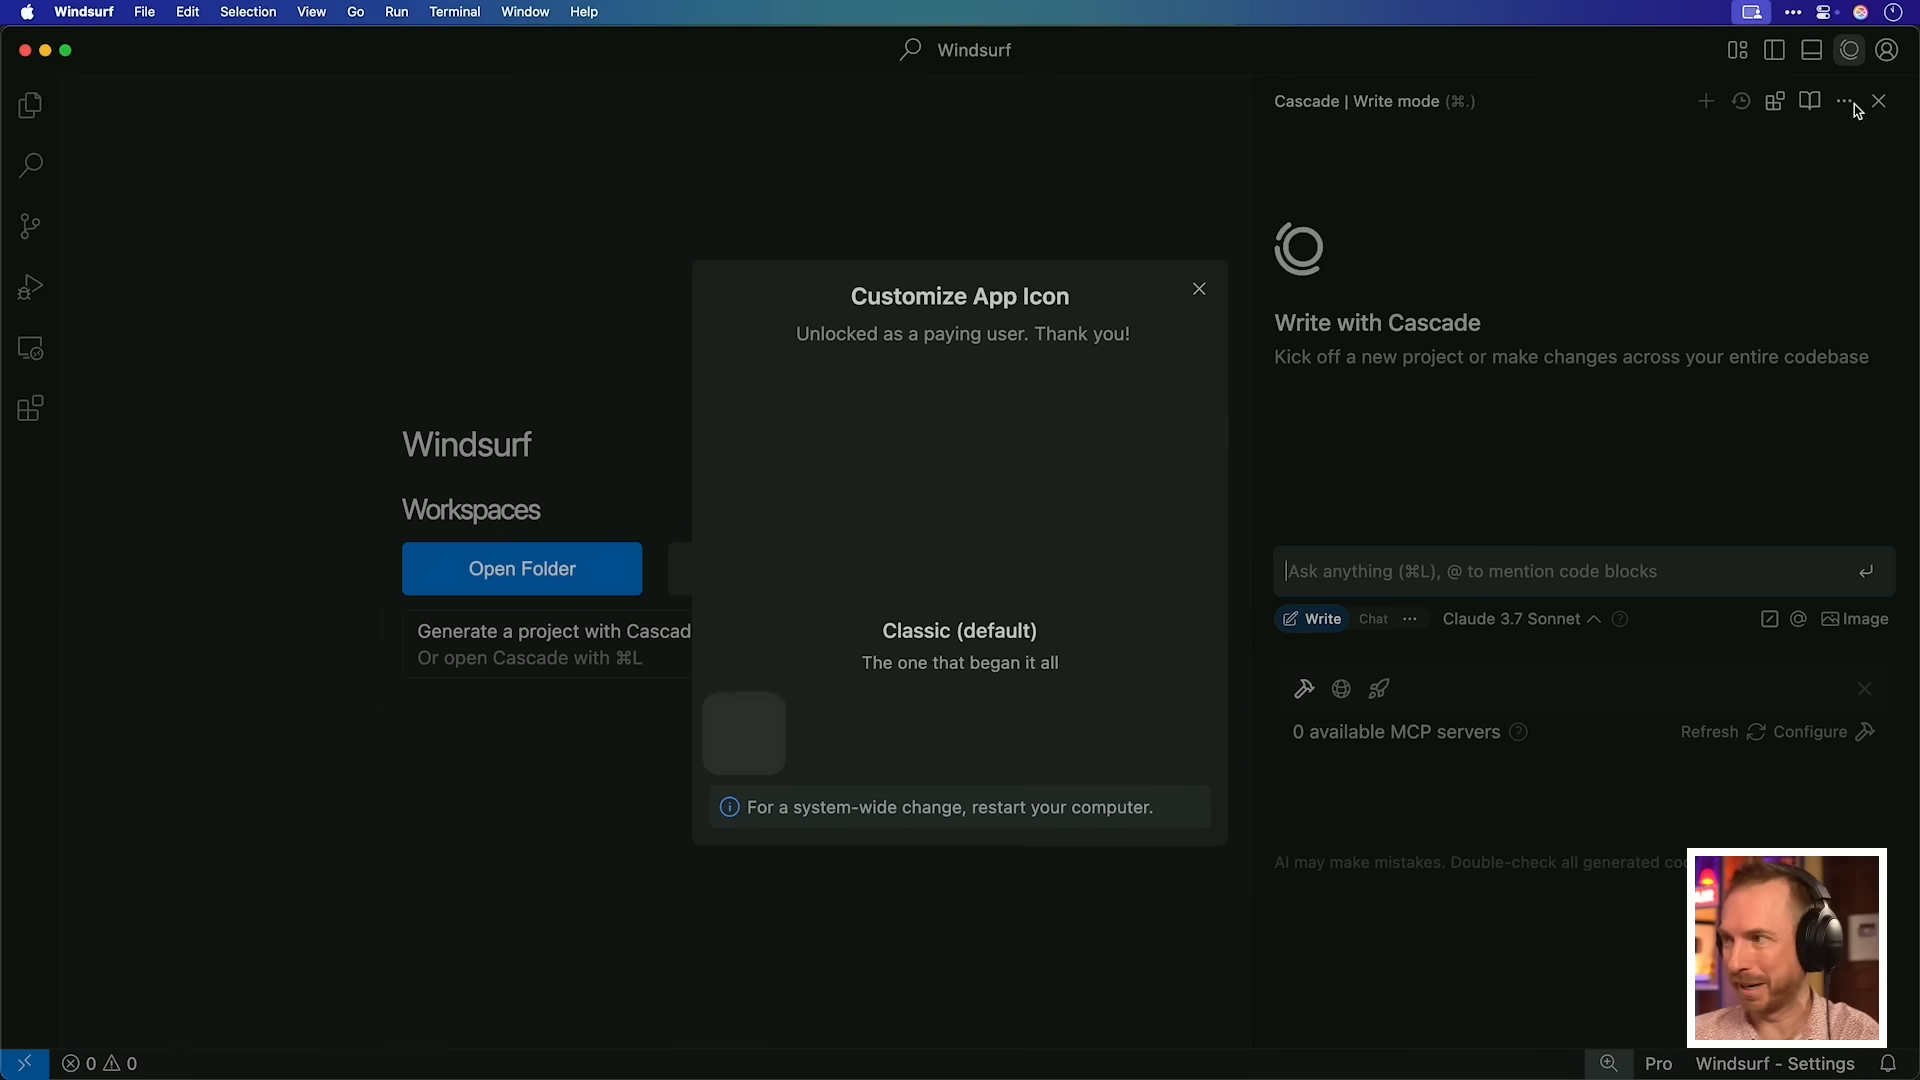 Windsurf File Edit Selection View Go Run Terminal Window Help
Windsurf
Cascade | Write mode (⌘.)
Customize App Icon
Unlocked as a paying user. Thank you!
Write with Cascade
Kick off a new project or make changes across your entire codebase
Windsurf
Workspaces
Open Folder
Generate a project with Cascad
Or open Cascade with ⌘L
Classic (default)
The one that began it all
For a system-wide change, restart your computer.
Ask anything (⌘L), @ to mention code blocks
Write Chat ··· Claude 3.7 Sonnet @ Image
0 available MCP servers Refresh Configure
AI may make mistakes. Double-check all generated
0 0
Pro Windsurf - Settings